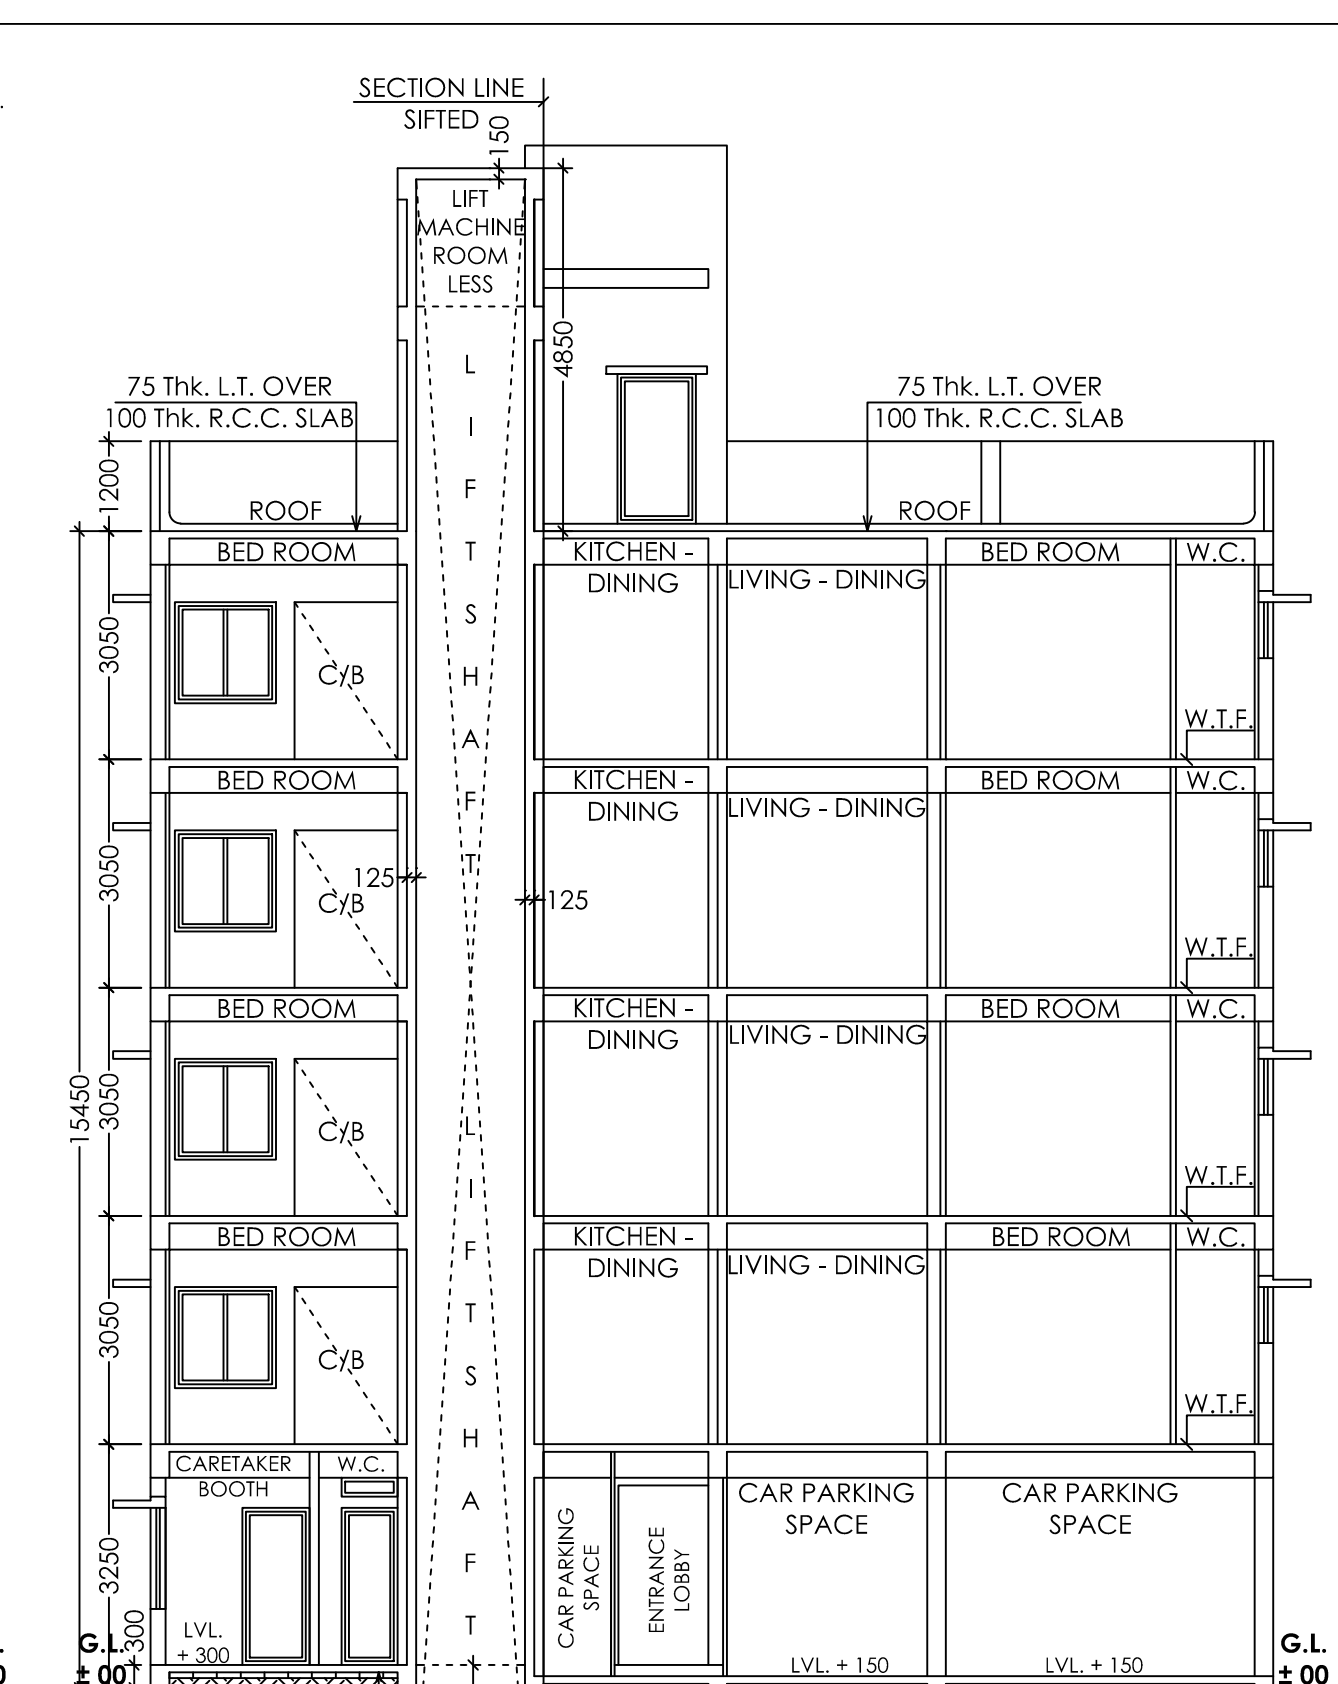 SECTION LINE
SIFTED
150
LIFT
MACHINE
ROOM
LESS
4850
75 Thk. L.T. OVER
100 Thk. R.C.C. SLAB
75 Thk. L.T. OVER
100 Thk. R.C.C. SLAB
1200
ROOF
ROOF
L
I
F
T
S
H
A
F
T
BED ROOM
KITCHEN -
DINING
LIVING - DINING
BED ROOM
W.C.
3050
C/B
W.T.F.
BED ROOM
KITCHEN -
DINING
LIVING - DINING
BED ROOM
W.C.
3050
125
125
C/B
W.T.F.
BED ROOM
KITCHEN -
DINING
LIVING - DINING
BED ROOM
W.C.
15450
3050
C/B
W.T.F.
L
I
F
T
S
H
A
F
T
BED ROOM
KITCHEN -
DINING
LIVING - DINING
BED ROOM
W.C.
3050
C/B
W.T.F.
CARETAKER
BOOTH
W.C.
CAR PARKING
SPACE
ENTRANCE
LOBBY
CAR PARKING
SPACE
CAR PARKING
SPACE
3250
300
LVL.
+ 300
LVL. + 150
LVL. + 150
G.L.
± 00
G.L.
± 00